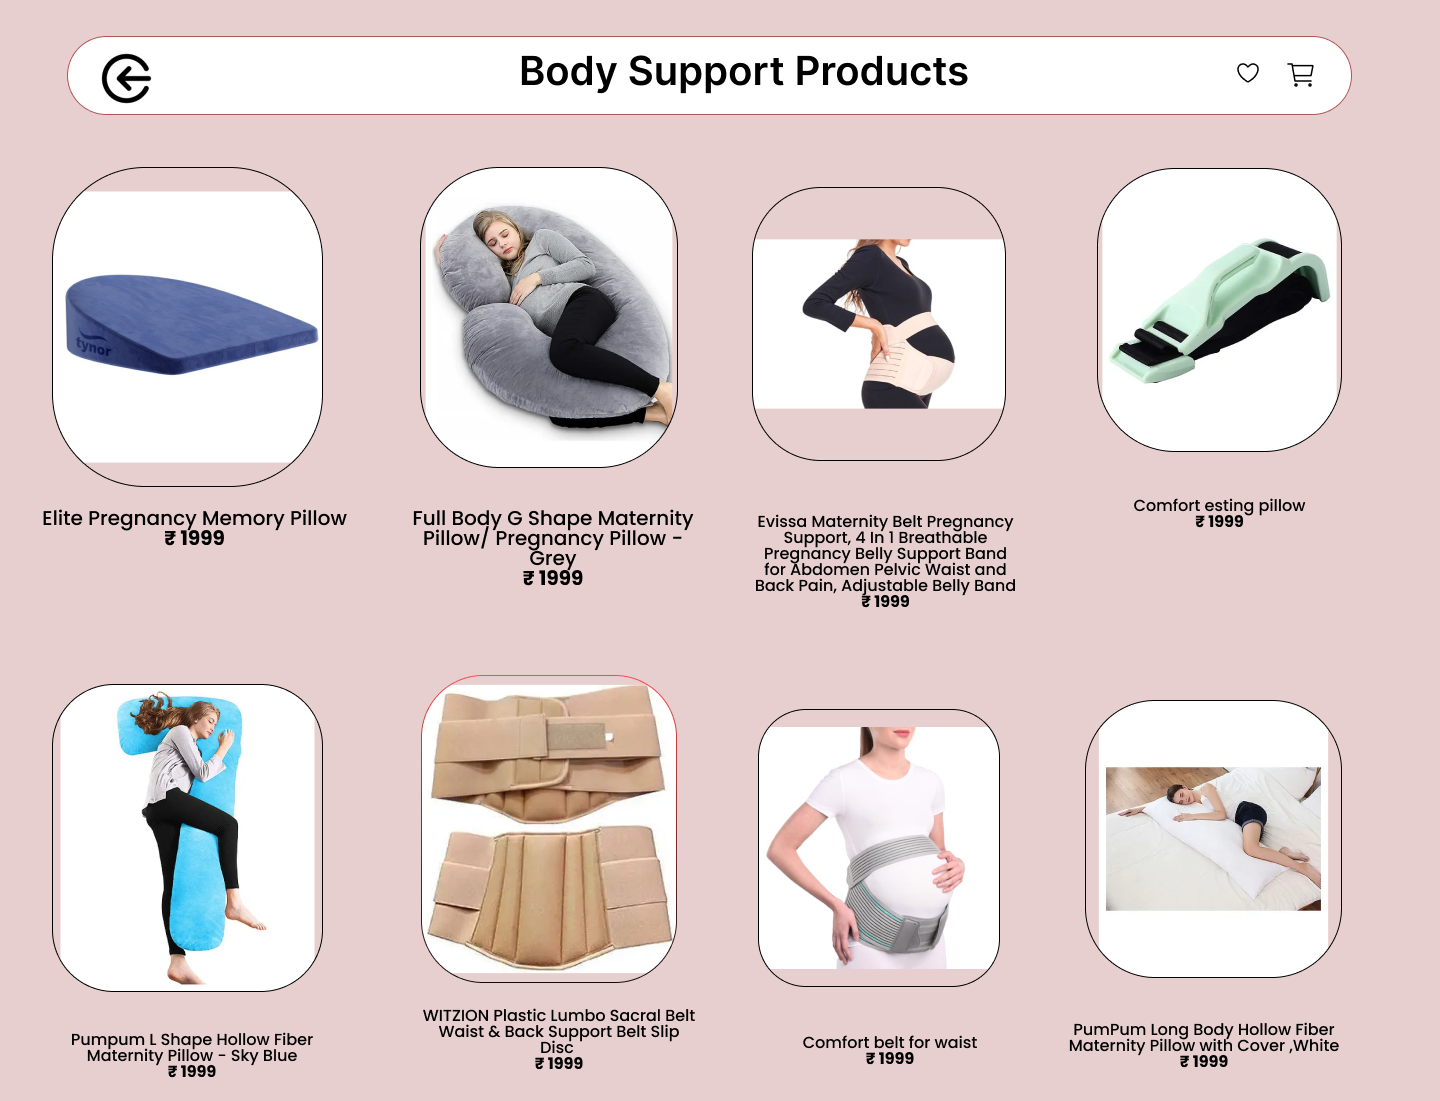 Body Support Products
tynor
Elite Pregnancy Memory Pillow
₹ 1999
Full Body G Shape Maternity
Pillow/ Pregnancy Pillow -
Grey
₹ 1999
Evissa Maternity Belt Pregnancy
Support, 4 In 1 Breathable
Pregnancy Belly Support Band
for Abdomen Pelvic Waist and
Back Pain, Adjustable Belly Band
₹ 1999
Comfort esting pillow
₹ 1999
Pumpum L Shape Hollow Fiber
Maternity Pillow - Sky Blue
₹ 1999
WITZION Plastic Lumbo Sacral Belt
Waist & Back Support Belt Slip
Disc
₹ 1999
Comfort belt for waist
₹ 1999
PumPum Long Body Hollow Fiber
Maternity Pillow with Cover ,White
₹ 1999